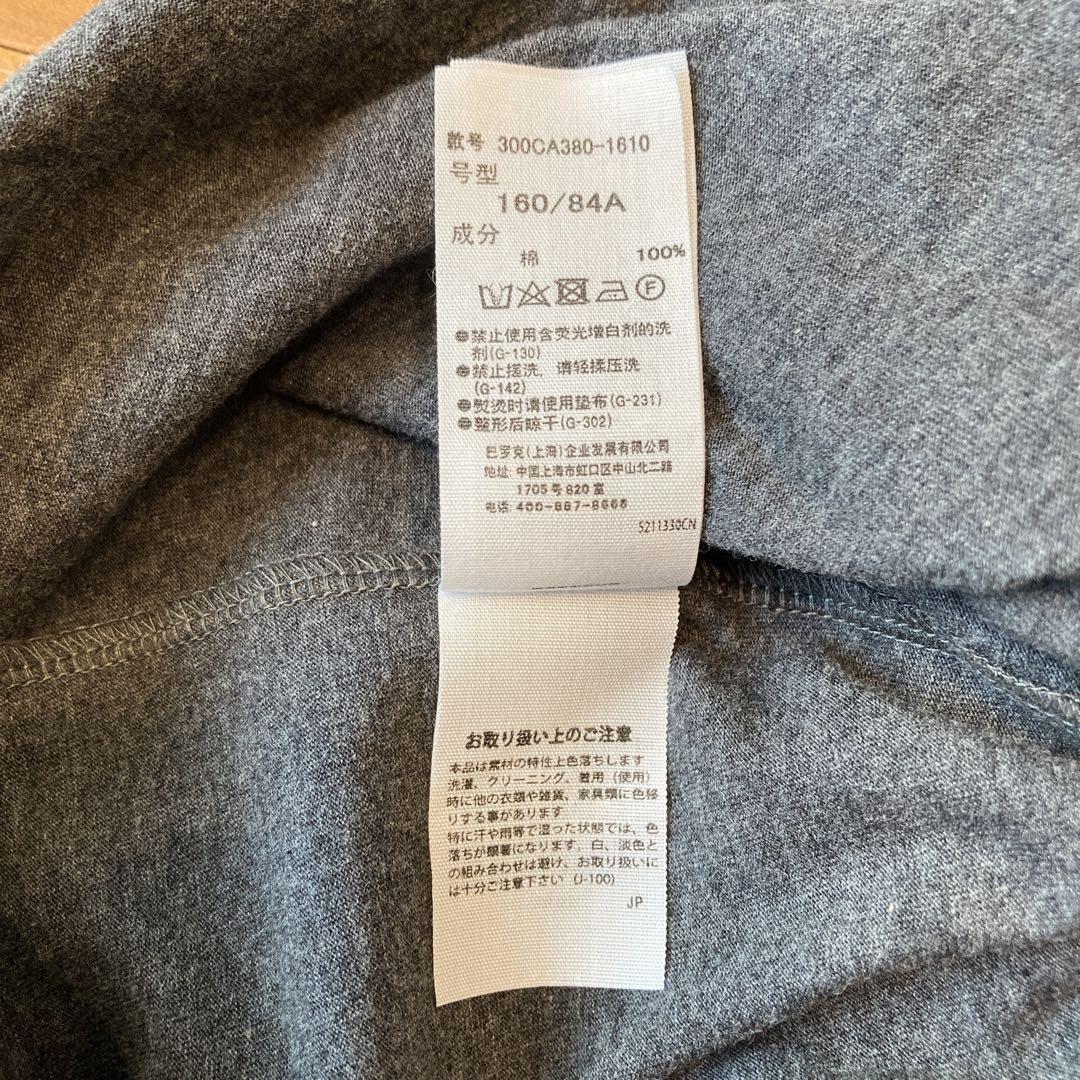 款号 300CA380-1610
号型
160/84A
成分
棉 100%
F
禁止使用含荧光增白剂的洗
剂(G-130)
禁止搓洗，请轻揉压洗
(G-142)
熨烫时请使用垫布(G-231)
整形后晾干(G-302)
巴罗克(上海)企业发展有限公司
地址: 中国上海市虹口区中山北二路
1705号820室
电话: 400-887-8668
S211330CN
お取り扱い上のご注意
本品は素材の特性上色落ちします
洗濯、クリーニング、着用（使用）
時に他の衣類や雑貨、家具類に色移
りする事があります
特に汗や雨等で湿った状態では、色
落ちが顕著になります。白、淡色と
の組み合わせは避け、お取り扱いに
は十分ご注意下さい (J-100)
JP